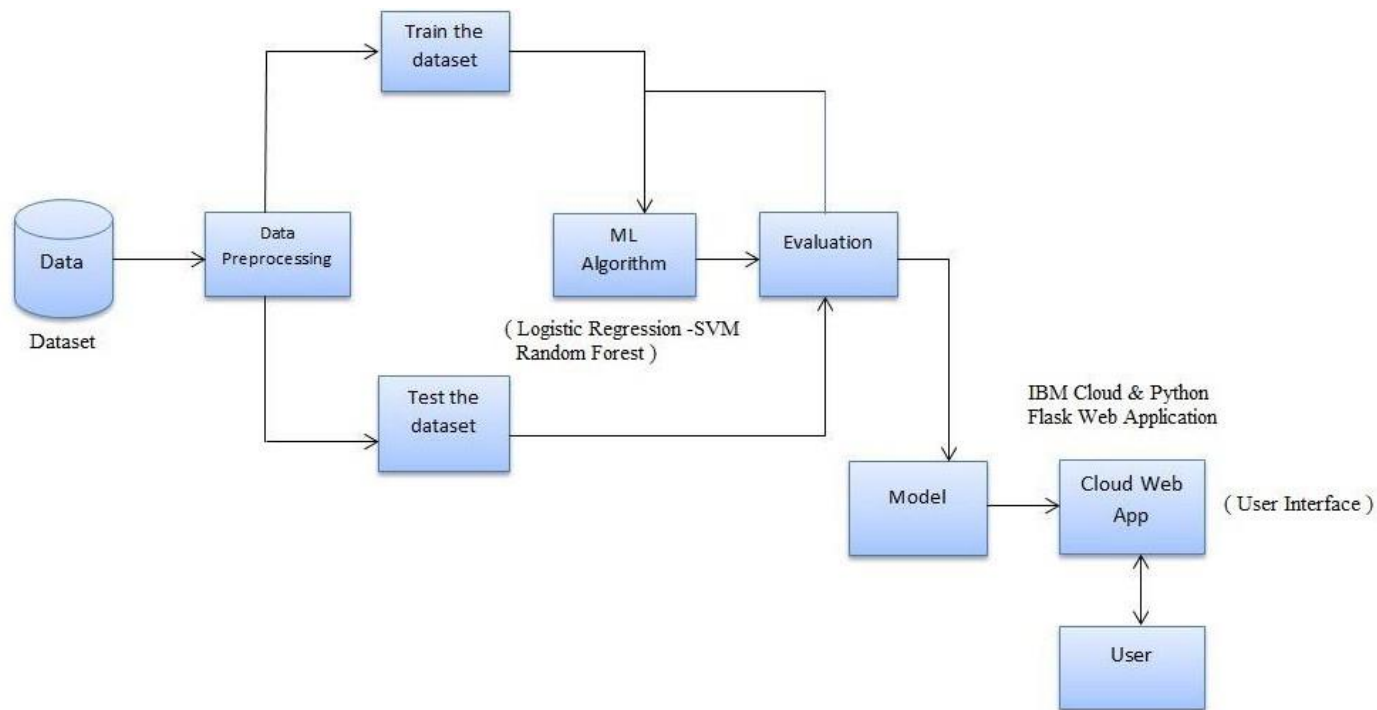 Train the
dataset
Data
Dataset
Data
Preprocessing
ML
Algorithm
( Logistic Regression -SVM
Random Forest )
Evaluation
Test the
dataset
IBM Cloud & Python
Flask Web Application
Model
Cloud Web
App
( User Interface )
User